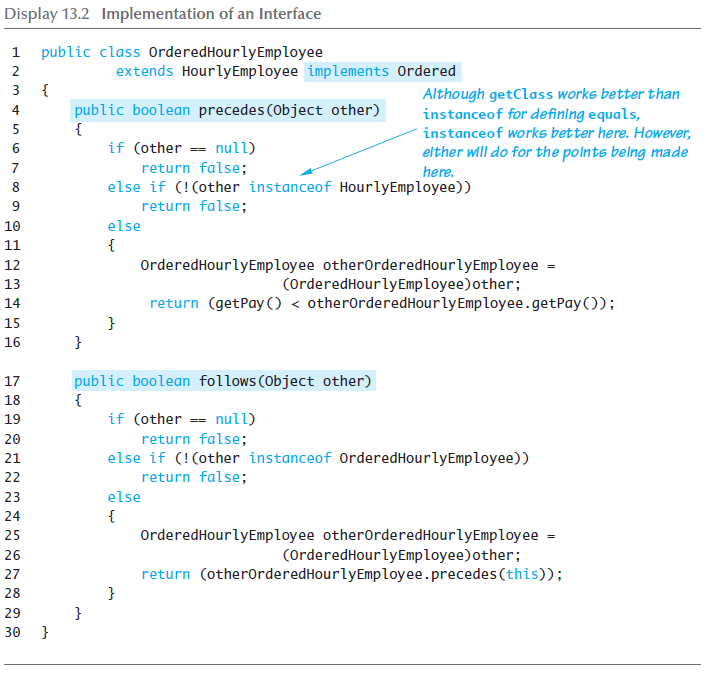 Display 13.2 Implementation of an Interface
1 public class OrderedHourlyEmployee
2 extends HourlyEmployee implements Ordered
3 {
4 public boolean precedes(Object other)
5 {
6 if (other == null)
7 return false;
8 else if (!(other instanceof HourlyEmployee))
9 return false;
10 else
11 {
12 OrderedHourlyEmployee otherOrderedHourlyEmployee =
13 (OrderedHourlyEmployee)other;
14 return (getPay() < otherOrderedHourlyEmployee.getPay());
15 }
16 }
Although getClass works better than
instanceof for defining equals,
instanceof works better here. However,
either will do for the points being made
here.
17 public boolean follows(Object other)
18 {
19 if (other == null)
20 return false;
21 else if (!(other instanceof OrderedHourlyEmployee))
22 return false;
23 else
24 {
25 OrderedHourlyEmployee otherOrderedHourlyEmployee =
26 (OrderedHourlyEmployee)other;
27 return (otherOrderedHourlyEmployee.precedes(this));
28 }
29 }
30 }